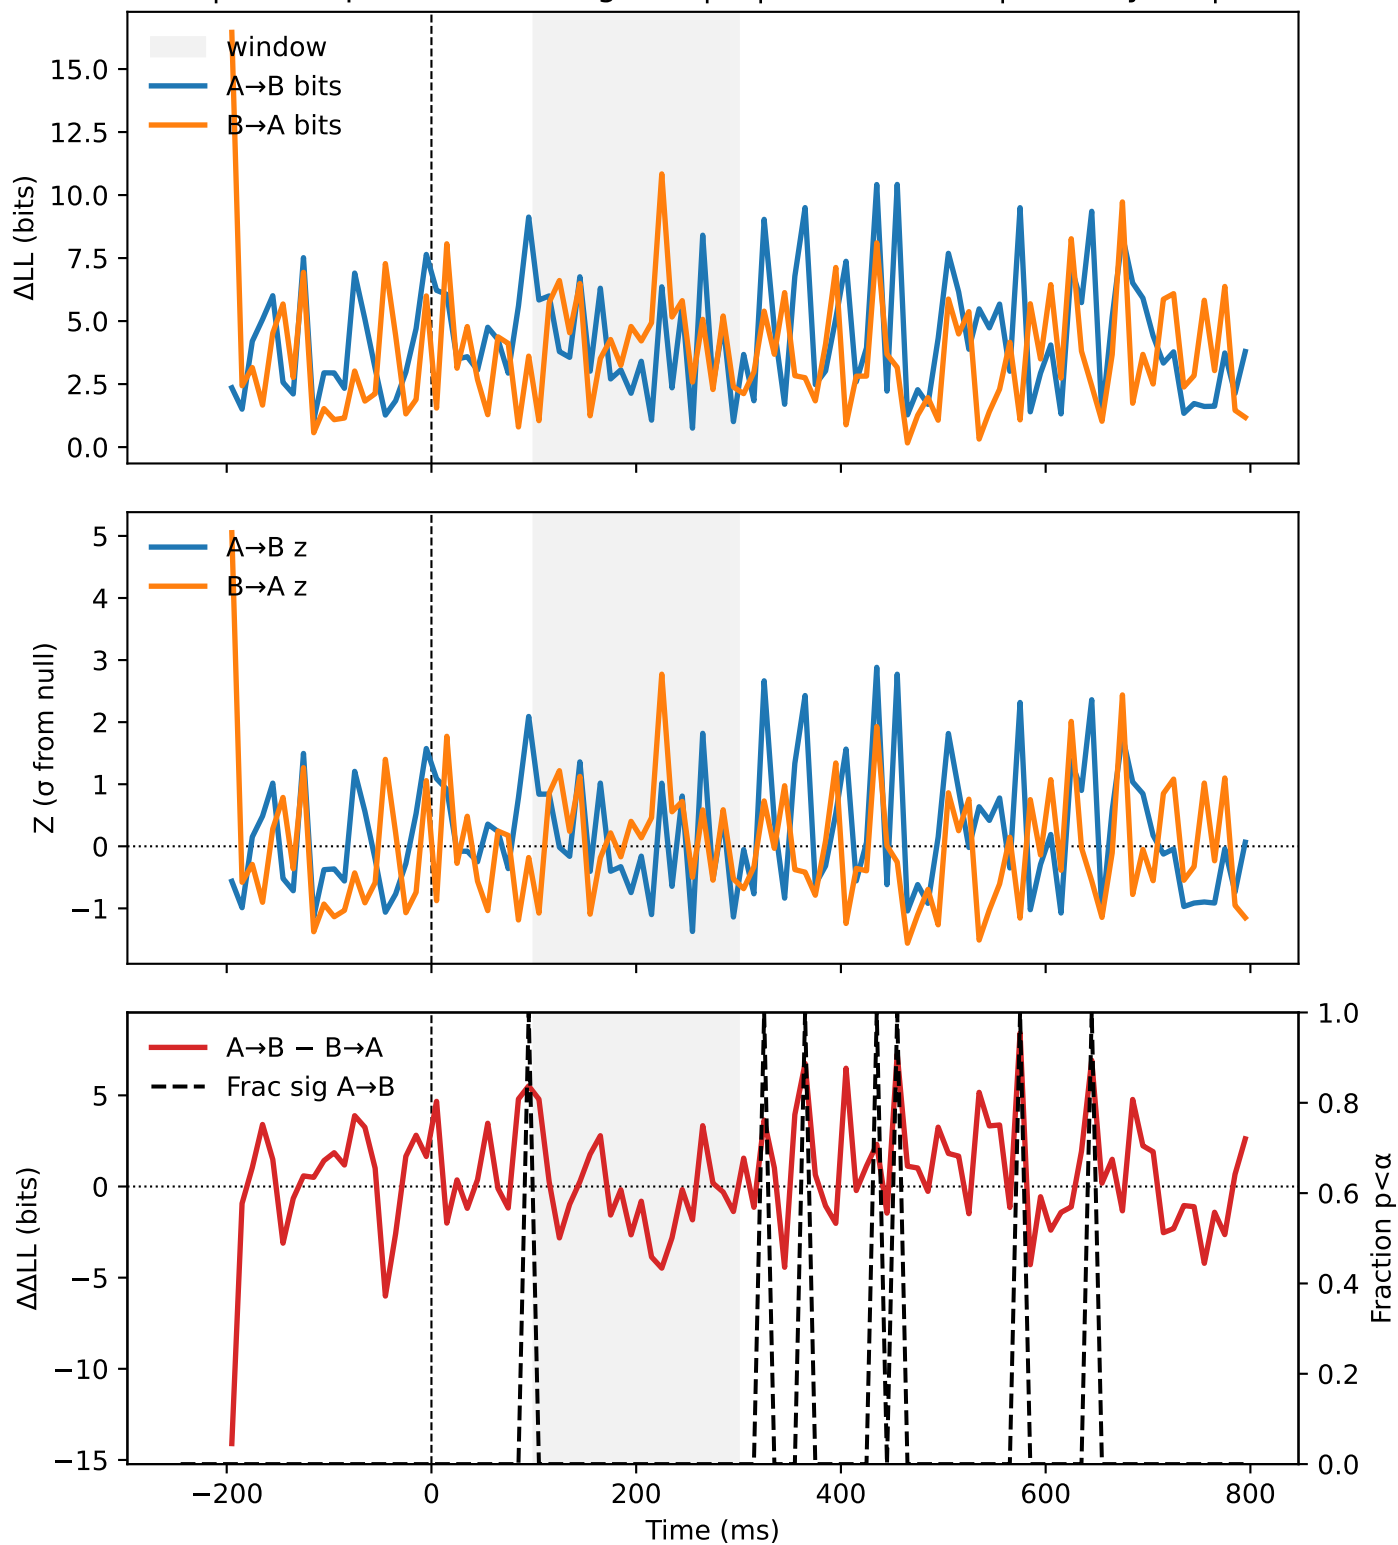 window
A→B bits
B→A bits
ΔLL (bits)
15.0
12.5
10.0
7.5
5.0
2.5
0.0
A→B z
B→A z
Z (σ from null)
5
4
3
2
1
0
−1
A→B − B→A
Frac sig A→B
ΔΔLL (bits)
5
0
−5
−10
−15
1.0
0.8
0.6
0.4
0.2
0.0
Fraction p<α
−200 0 200 400 600 800
Time (ms)